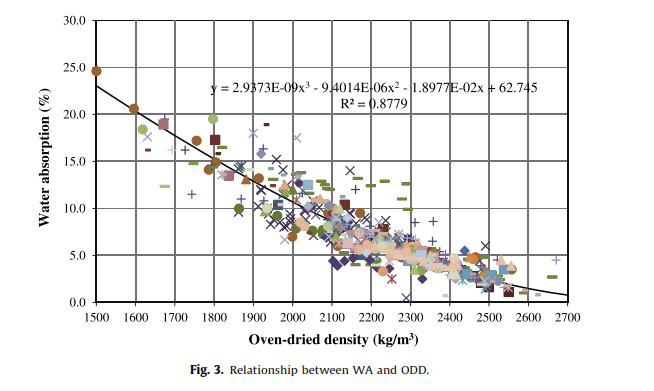 30.0
25.0
20.0
15.0
10.0
5.0
0.0
Water absorption (%)
y = 2.9373E-09x³ - 9.4014E-06x² - 1.8977E-02x + 62.745
R² = 0.8779
1500 1600 1700 1800 1900 2000 2100 2200 2300 2400 2500 2600 2700
Oven-dried density (kg/m³)
Fig. 3. Relationship between WA and ODD.